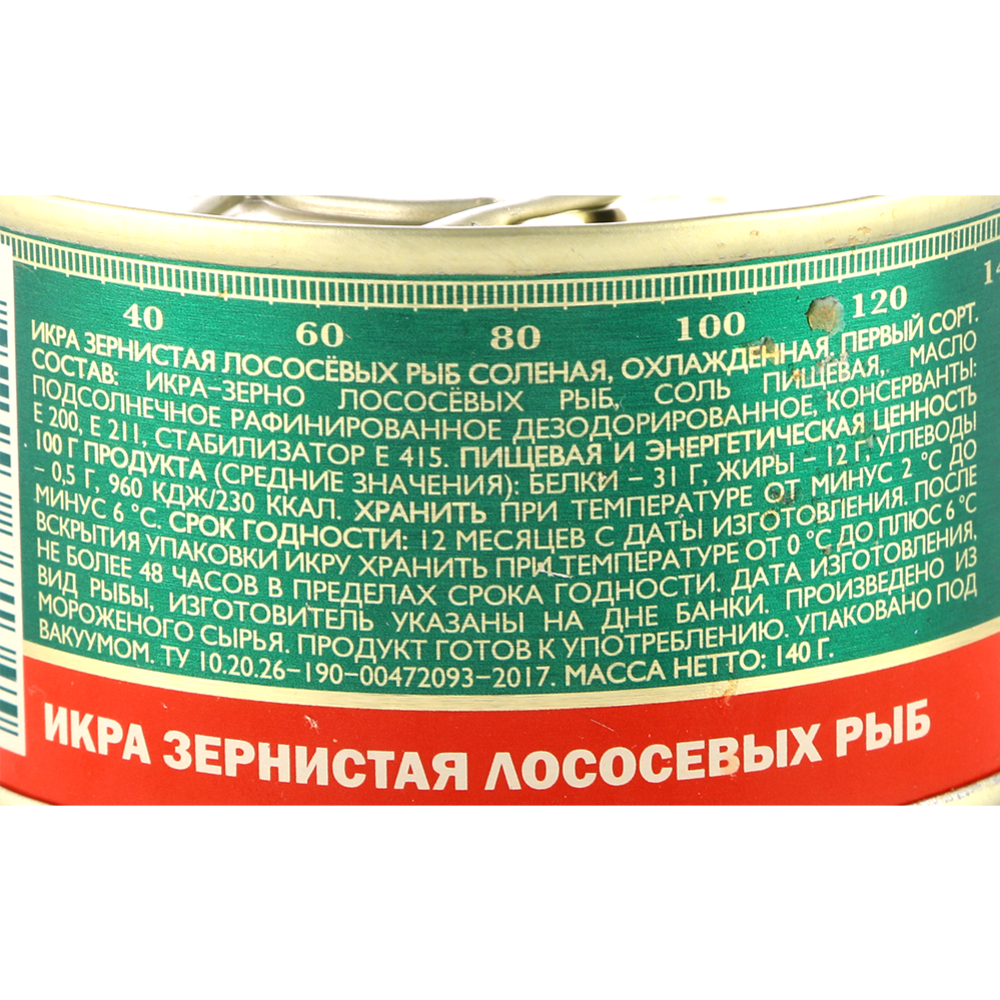 40 60 80 100 120 14
ИКРА ЗЕРНИСТАЯ ЛОСОСЁВЫХ РЫБ СОЛЕНАЯ, ОХЛАЖДЕННАЯ, ПЕРВЫЙ СОРТ.
СОСТАВ: ИКРА-ЗЕРНО ЛОСОСЁВЫХ РЫБ, СОЛЬ ПИЩЕВАЯ, МАСЛО
ПОДСОЛНЕЧНОЕ РАФИНИРОВАННОЕ ДЕЗОДОРИРОВАННОЕ, КОНСЕРВАНТЫ:
Е 200, Е 211, СТАБИЛИЗАТОР Е 415. ПИЩЕВАЯ И ЭНЕРГЕТИЧЕСКАЯ ЦЕННОСТЬ
100 Г ПРОДУКТА (СРЕДНИЕ ЗНАЧЕНИЯ): БЕЛКИ – 31 Г, ЖИРЫ – 12 Г, УГЛЕВОДЫ
– 0,5 Г, 960 КДЖ/230 ККАЛ. ХРАНИТЬ ПРИ ТЕМПЕРАТУРЕ ОТ МИНУС 2 °C ДО
МИНУС 6 °C. СРОК ГОДНОСТИ: 12 МЕСЯЦЕВ С ДАТЫ ИЗГОТОВЛЕНИЯ. ПОСЛЕ
ВСКРЫТИЯ УПАКОВКИ ИКРУ ХРАНИТЬ ПРИ ТЕМПЕРАТУРЕ ОТ 0 °C ДО ПЛЮС 6 °C
НЕ БОЛЕЕ 48 ЧАСОВ В ПРЕДЕЛАХ СРОКА ГОДНОСТИ. ДАТА ИЗГОТОВЛЕНИЯ,
ВИД РЫБЫ, ИЗГОТОВИТЕЛЬ УКАЗАНЫ НА ДНЕ БАНКИ. ПРОИЗВЕДЕНО ИЗ
МОРОЖЕНОГО СЫРЬЯ. ПРОДУКТ ГОТОВ К УПОТРЕБЛЕНИЮ. УПАКОВАНО ПОД
ВАКУУМОМ. ТУ 10.20.26–190–00472093–2017. МАССА НЕТТО: 140 Г.
ИКРА ЗЕРНИСТАЯ ЛОСОСЕВЫХ РЫБ